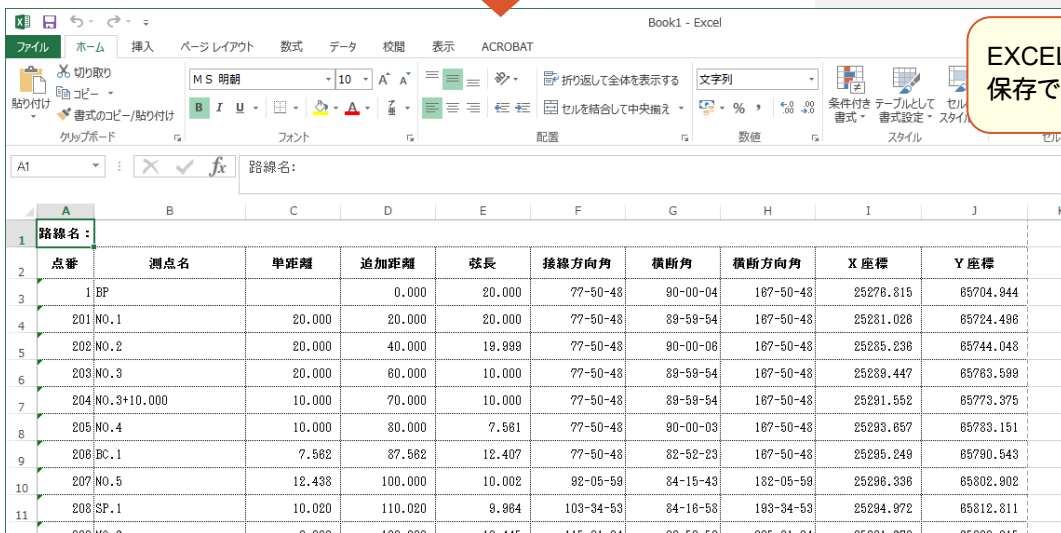 Book1 - Excel
ファイル ホーム 挿入 ページレイアウト 数式 データ 校閲 表示 ACROBAT
EXCEL
保存で
貼り付け
切り取り
コピー
書式のコピー/貼り付け
クリップボード
ＭＳ 明朝 10 A A
B I U A
フォント
折り返して全体を表示する
セルを結合して中央揃え
配置
文字列
% ,
数値
条件付き書式
テーブルとして書式設定
スタイル
A1 fx 路線名:
A B C D E F G H I J
1 路線名：
2 点番 測点名 単距離 追加距離 弦長 接線方向角 横断角 横断方向角 X座標 Y座標
3 1 BP 0.000 20.000 77-50-48 90-00-04 167-50-48 25276.815 65704.944
4 201 NO.1 20.000 20.000 20.000 77-50-48 89-59-54 167-50-48 25281.026 65724.496
5 202 NO.2 20.000 40.000 19.999 77-50-48 90-00-06 167-50-48 25285.236 65744.048
6 203 NO.3 20.000 60.000 10.000 77-50-48 89-59-54 167-50-48 25289.447 65763.599
7 204 NO.3+10.000 10.000 70.000 10.000 77-50-48 89-59-54 167-50-48 25291.552 65773.375
8 205 NO.4 10.000 80.000 7.561 77-50-48 90-00-03 167-50-48 25293.657 65783.151
9 206 BC.1 7.562 87.562 12.407 77-50-48 82-52-23 167-50-48 25295.249 65790.543
10 207 NO.5 12.438 100.000 10.002 92-05-59 84-15-43 182-05-59 25296.336 65802.902
11 208 SP.1 10.020 110.020 9.964 103-34-53 84-16-58 193-34-53 25294.972 65812.811